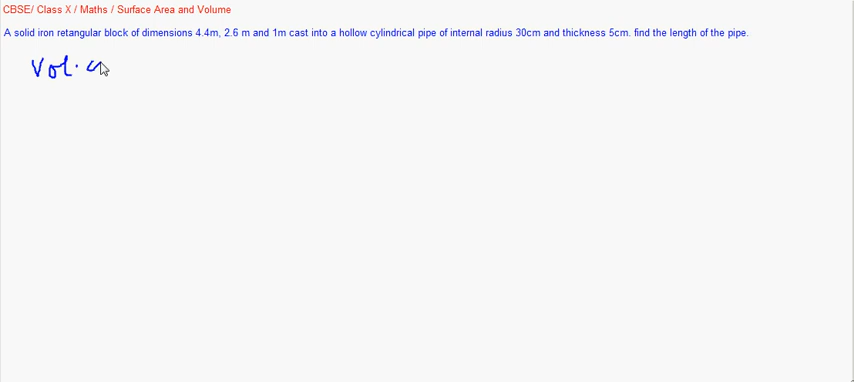 CBSE/ Class X / Maths / Surface Area and Volume
A solid iron retangular block of dimensions 4.4m, 2.6 m and 1m cast into a hollow cylindrical pipe of internal radius 30cm and thickness 5cm. find the length of the pipe.
Vol.